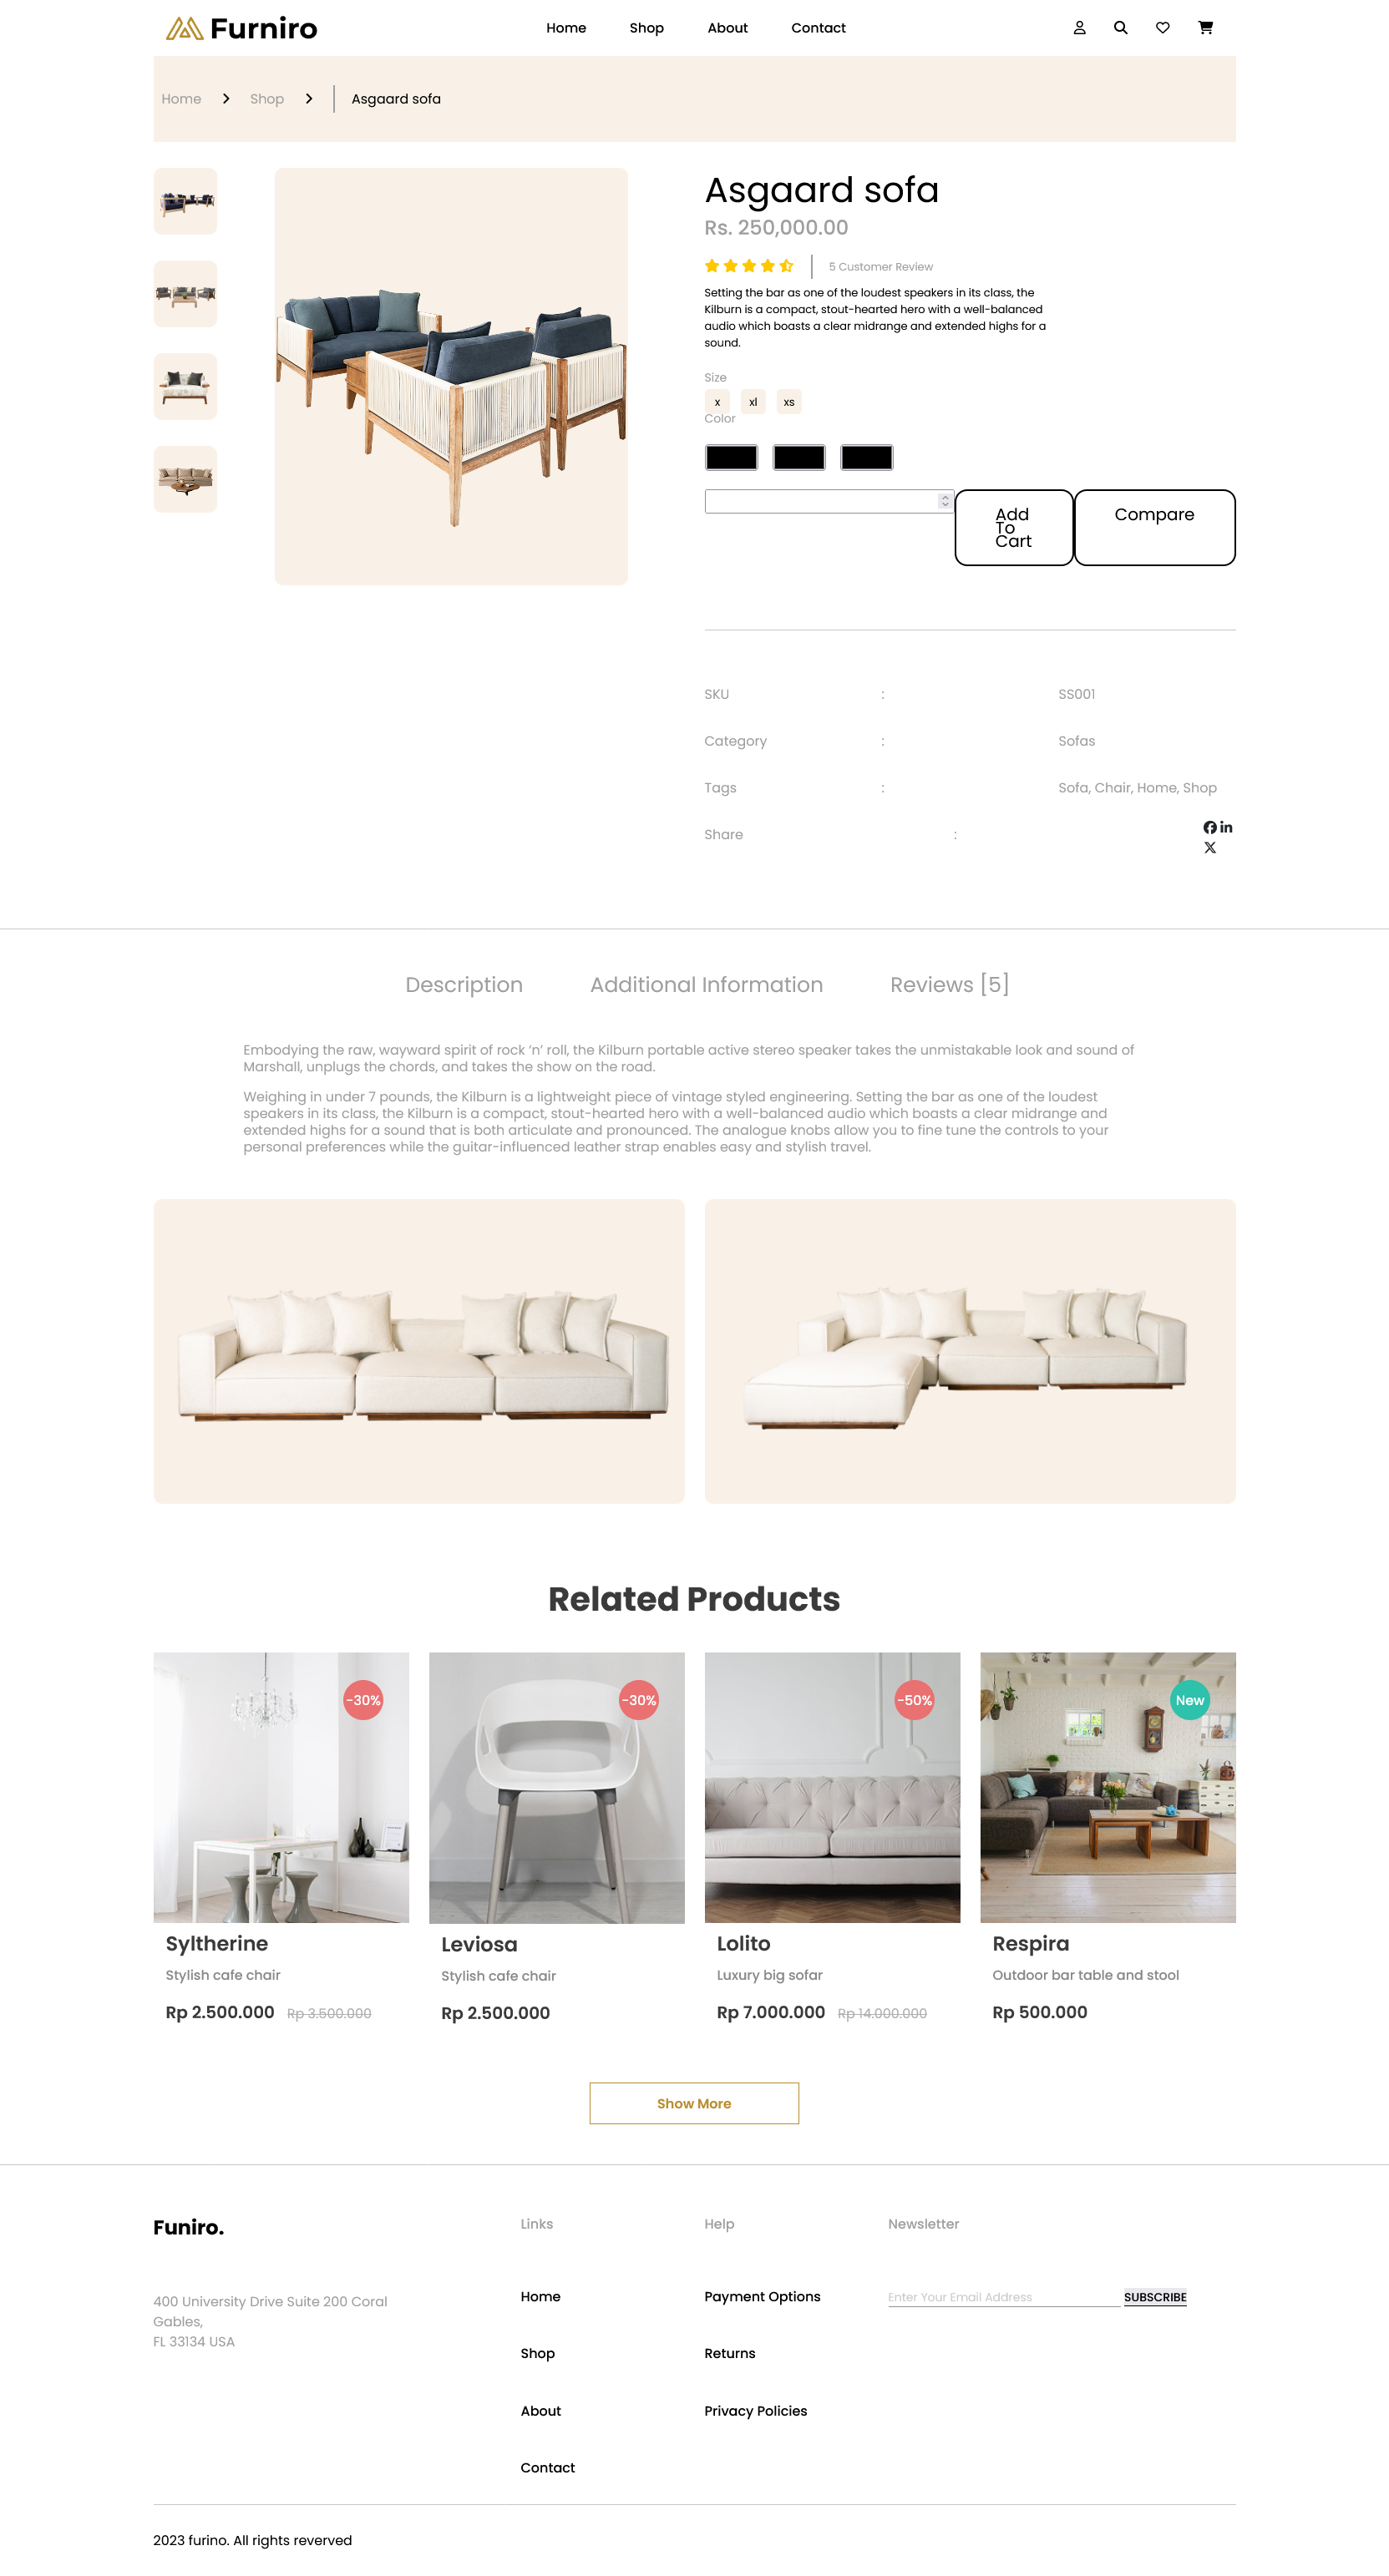 Furniro
Home Shop About Contact
Home Shop Asgaard sofa
Asgaard sofa
Rs. 250,000.00
5 Customer Review
Setting the bar as one of the loudest speakers in its class, the
Kilburn is a compact, stout-hearted hero with a well-balanced
audio which boasts a clear midrange and extended highs for a
sound.
Size
x xl xs
Color
Add
To
Cart
Compare
SKU : SS001
Category : Sofas
Tags : Sofa, Chair, Home, Shop
Share :
Description Additional Information Reviews [5]
Embodying the raw, wayward spirit of rock ‘n’ roll, the Kilburn portable active stereo speaker takes the unmistakable look and sound of
Marshall, unplugs the chords, and takes the show on the road.
Weighing in under 7 pounds, the Kilburn is a lightweight piece of vintage styled engineering. Setting the bar as one of the loudest
speakers in its class, the Kilburn is a compact, stout-hearted hero with a well-balanced audio which boasts a clear midrange and
extended highs for a sound that is both articulate and pronounced. The analogue knobs allow you to fine tune the controls to your
personal preferences while the guitar-influenced leather strap enables easy and stylish travel.
Related Products
-30% -30% -50% New
Syltherine
Stylish cafe chair
Rp 2.500.000 Rp 3.500.000
Leviosa
Stylish cafe chair
Rp 2.500.000
Lolito
Luxury big sofar
Rp 7.000.000 Rp 14.000.000
Respira
Outdoor bar table and stool
Rp 500.000
Show More
Funiro.
400 University Drive Suite 200 Coral
Gables,
FL 33134 USA
Links
Home
Shop
About
Contact
Help
Payment Options
Returns
Privacy Policies
Newsletter
Enter Your Email Address SUBSCRIBE
2023 furino. All rights reverved